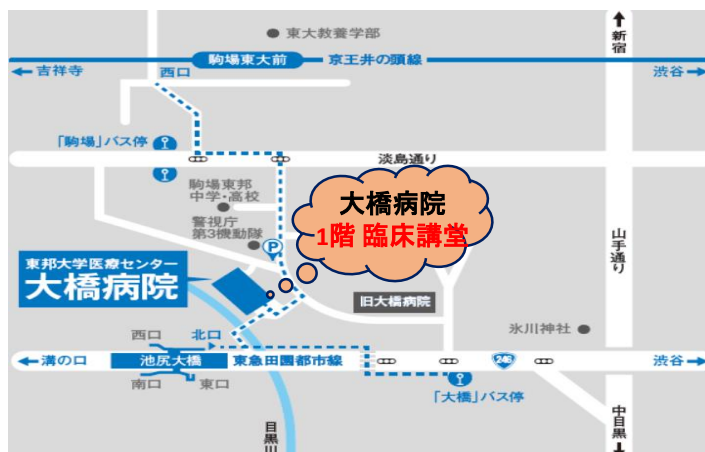 東大教養学部
新宿
駒場東大前
京王井の頭線
吉祥寺
西口
渋谷
「駒場」バス停
淡島通り
駒場東邦
中学・高校
大橋病院
1階 臨床講堂
警視庁
第3機動隊
P
山手通り
東邦大学医療センター
大橋病院
旧大橋病院
氷川神社
西口
北口
溝の口
池尻大橋
東急田園都市線
246
渋谷
南口
東口
「大橋」バス停
目黒川
中目黒